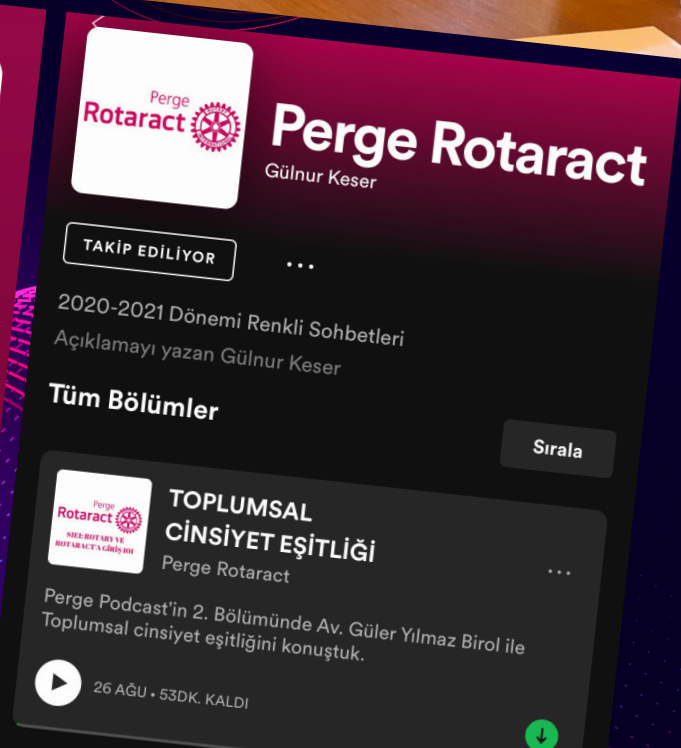 Perge
Rotaract
Perge Rotaract
Gülnur Keser
TAKİP EDİLİYOR
2020-2021 Dönemi Renkli Sohbetleri
Açıklamayı yazan Gülnur Keser
Tüm Bölümler
Sırala
Perge
Rotaract
S1E1: ROTARY VE
ROTARACT'A GİRİŞ 101
TOPLUMSAL
CİNSİYET EŞİTLİĞİ
Perge Rotaract
Perge Podcast'in 2. Bölümünde Av. Güler Yılmaz Birol ile
Toplumsal cinsiyet eşitliğini konuştuk.
26 AĞU • 53DK. KALDI